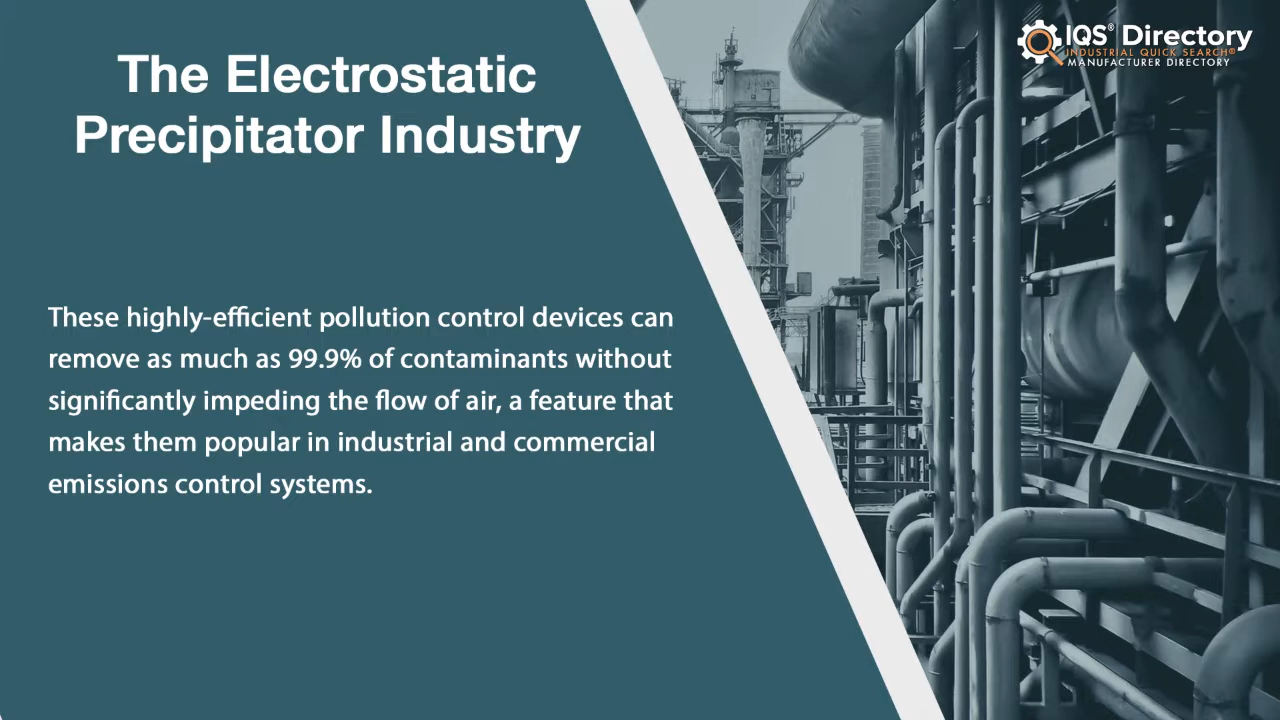 The Electrostatic
Precipitator Industry
IQS® Directory
INDUSTRIAL QUICK SEARCH®
MANUFACTURER DIRECTORY
These highly-efficient pollution control devices can
remove as much as 99.9% of contaminants without
significantly impeding the flow of air, a feature that
makes them popular in industrial and commercial
emissions control systems.